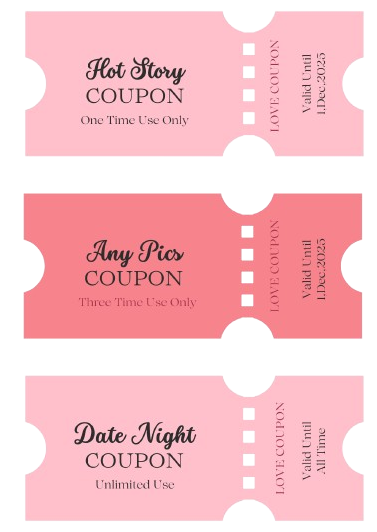 Hot Story
COUPON
One Time Use Only
LOVE COUPON
Valid Until
1.Dec.2025
Any Pics
COUPON
Three Time Use Only
LOVE COUPON
Valid Until
1.Dec.2025
Date Night
COUPON
Unlimited Use
LOVE COUPON
Valid Until
All Time